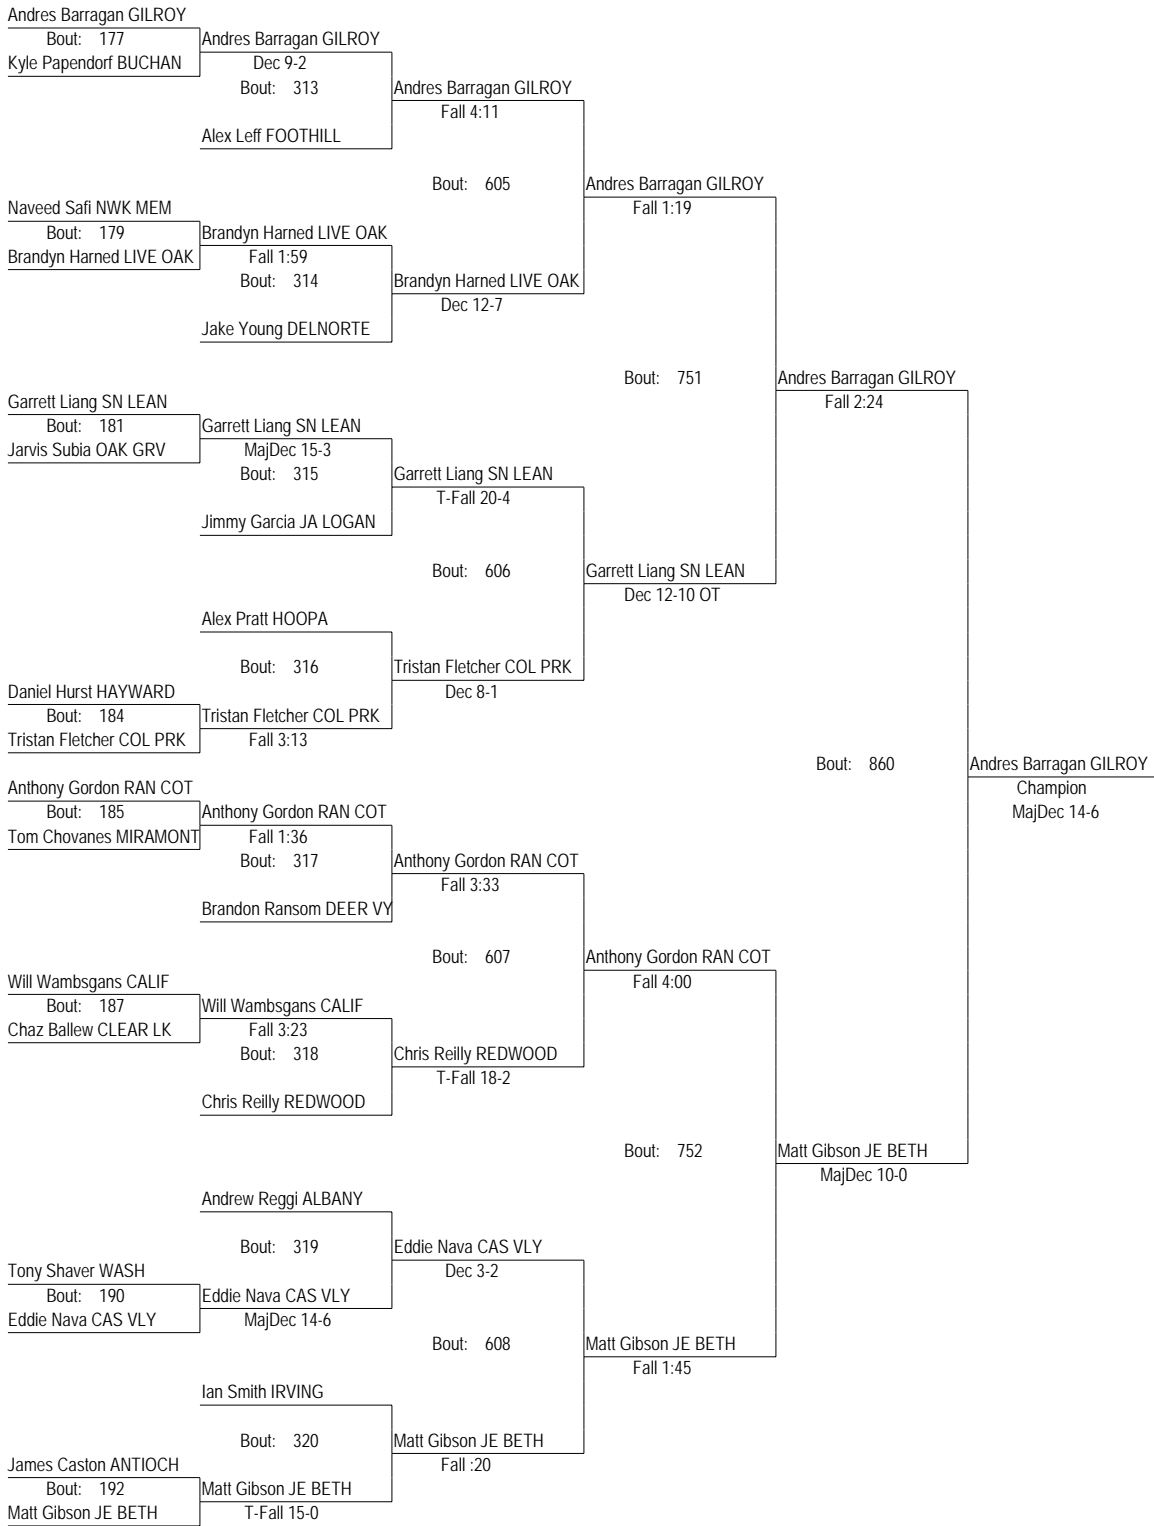 Andres Barragan GILROY
Bout: 177
Andres Barragan GILROY
Kyle Papendorf BUCHAN
Dec 9-2
Bout: 313
Andres Barragan GILROY
Fall 4:11
Alex Leff FOOTHILL
Bout: 605
Andres Barragan GILROY
Naveed Safi NWK MEM
Fall 1:19
Bout: 179
Brandyn Harned LIVE OAK
Brandyn Harned LIVE OAK
Fall 1:59
Bout: 314
Brandyn Harned LIVE OAK
Dec 12-7
Jake Young DELNORTE
Bout: 751
Andres Barragan GILROY
Garrett Liang SN LEAN
Fall 2:24
Bout: 181
Garrett Liang SN LEAN
Jarvis Subia OAK GRV
MajDec 15-3
Bout: 315
Garrett Liang SN LEAN
T-Fall 20-4
Jimmy Garcia JA LOGAN
Bout: 606
Garrett Liang SN LEAN
Dec 12-10 OT
Alex Pratt HOOPA
Bout: 316
Tristan Fletcher COL PRK
Daniel Hurst HAYWARD
Dec 8-1
Bout: 184
Tristan Fletcher COL PRK
Tristan Fletcher COL PRK
Fall 3:13
Bout: 860
Andres Barragan GILROY
Anthony Gordon RAN COT
Champion
Bout: 185
Anthony Gordon RAN COT
MajDec 14-6
Tom Chovanes MIRAMONT
Fall 1:36
Bout: 317
Anthony Gordon RAN COT
Fall 3:33
Brandon Ransom DEER VY
Bout: 607
Anthony Gordon RAN COT
Will Wambsgans CALIF
Fall 4:00
Bout: 187
Will Wambsgans CALIF
Chaz Ballew CLEAR LK
Fall 3:23
Bout: 318
Chris Reilly REDWOOD
T-Fall 18-2
Chris Reilly REDWOOD
Bout: 752
Matt Gibson JE BETH
MajDec 10-0
Andrew Reggi ALBANY
Bout: 319
Eddie Nava CAS VLY
Tony Shaver WASH
Dec 3-2
Bout: 190
Eddie Nava CAS VLY
Eddie Nava CAS VLY
MajDec 14-6
Bout: 608
Matt Gibson JE BETH
Fall 1:45
Ian Smith IRVING
Bout: 320
Matt Gibson JE BETH
James Caston ANTIOCH
Fall :20
Bout: 192
Matt Gibson JE BETH
Matt Gibson JE BETH
T-Fall 15-0